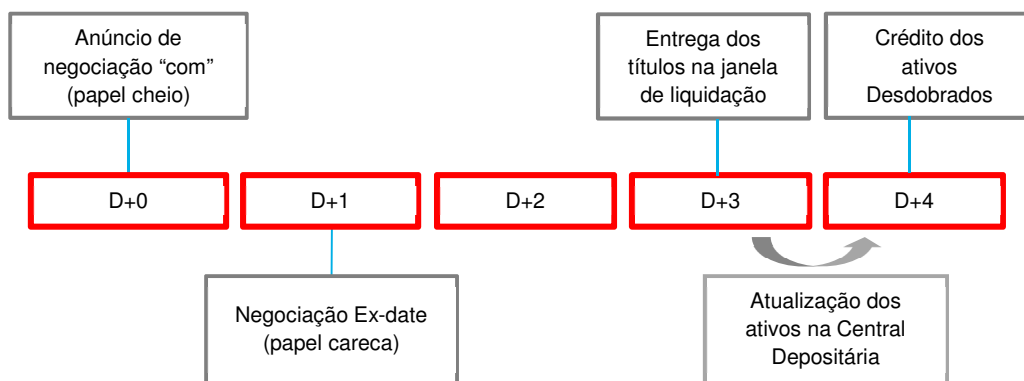 Anúncio de
negociação “com”
(papel cheio)
Entrega dos
títulos na janela
de liquidação
Crédito dos
ativos
Desdobrados
D+0
D+1
D+2
D+3
D+4
Negociação Ex-date
(papel careca)
Atualização dos
ativos na Central
Depositária